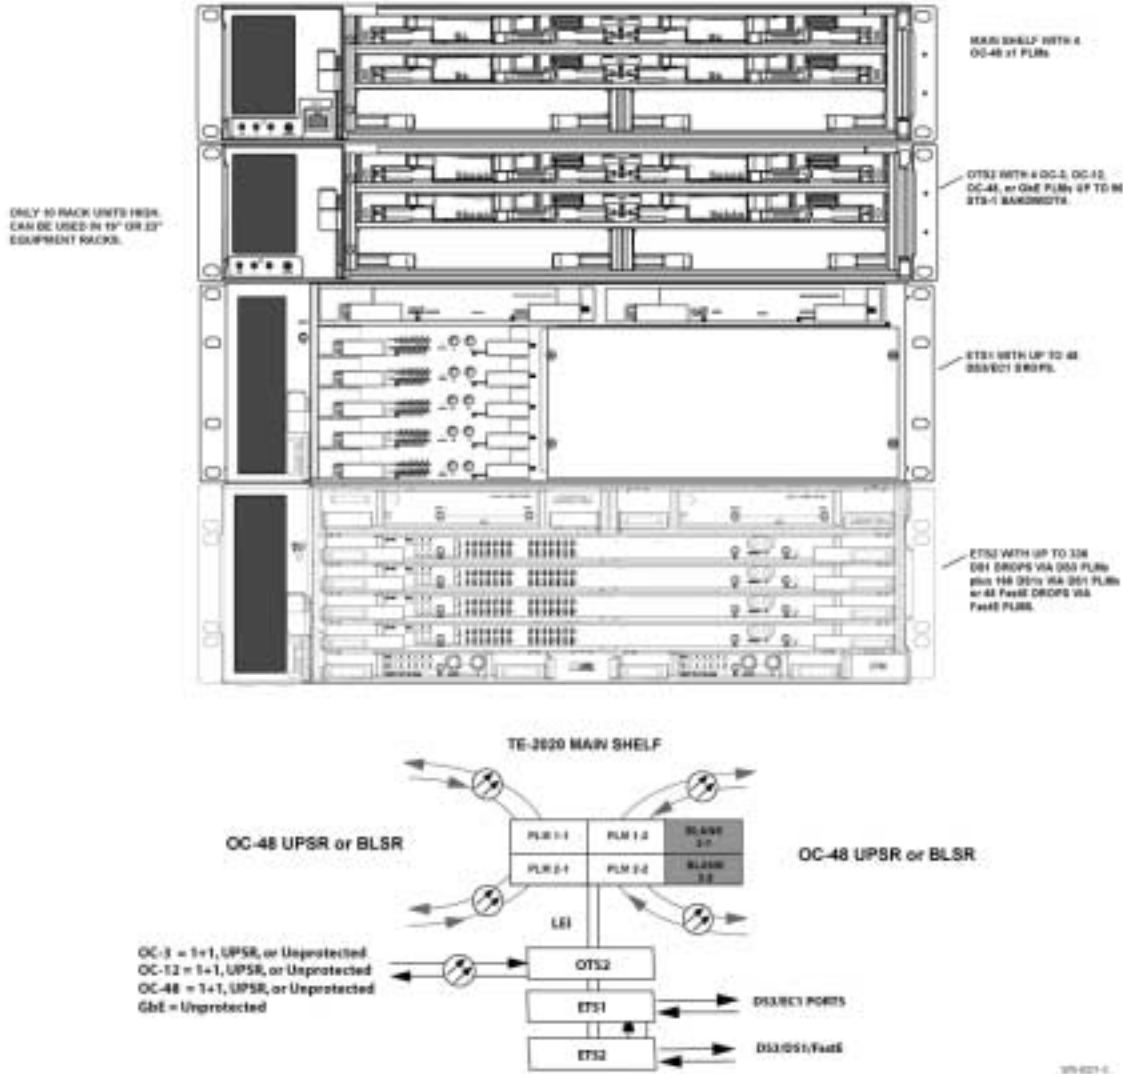 MAIN SHELF WITH 4
OC-48 x1 PLMs
OTS2 WITH 4 OC-3, OC-12,
OC-48, or GbE PLMs UP TO 96
STS-1 BANDWIDTH.
ONLY 10 RACK UNITS HIGH.
CAN BE USED IN 19" OR 23"
EQUIPMENT RACKS.
ETS1 WITH UP TO 48
DS3/EC1 DROPS.
ETS2 WITH UP TO 336
DS1 DROPS VIA DS3 PLMs
plus 168 DS1s VIA DS1 PLMs
or 48 FastE DROPS VIA
FastE PLMS.
TE-2020 MAIN SHELF
OC-48 UPSR or BLSR
PLM 1-1
PLM 1-2
BLANK
PLM 2-1
PLM 2-2
BLANK
OC-48 UPSR or BLSR
LEI
OC-3 = 1+1, UPSR, or Unprotected
OC-12 = 1+1, UPSR, or Unprotected
OC-48 = 1+1, UPSR, or Unprotected
GbE = Unprotected
OTS2
ETS1
DS3/EC1 PORTS
ETS2
DS3/DS1/FastE